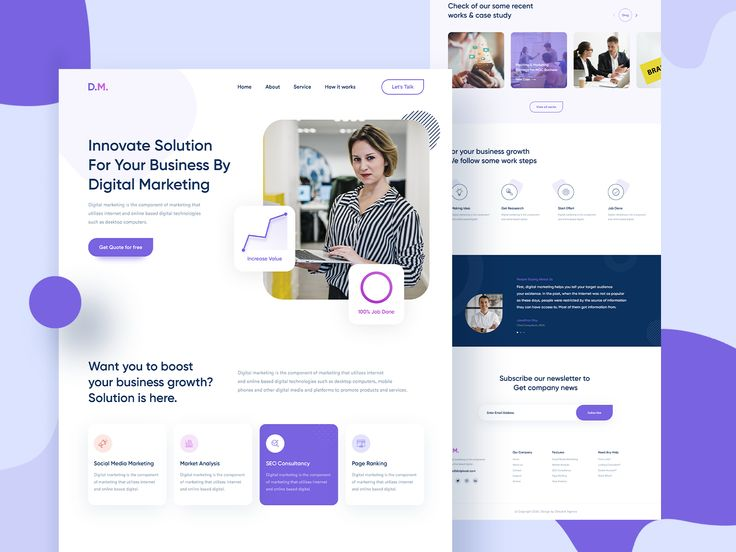 D.M.
Home
About
Service
How it works
Let's Talk
Innovate Solution
For Your Business By
Digital Marketing
Digital marketing is the component of marketing that
utilizes internet and online based digital technologies
such as desktop computers.
Get Quote for free
Increase Value
100% Job Done
Want you to boost
your business growth?
Solution is here.
Digital marketing is the component of marketing that utilizes internet
and online based digital technologies such as desktop computers, mobile
phones and other digital media and platforms to promote products and services.
Social Media Marketing
Digital marketing is the component
of marketing that utilizes internet
and online based digital.
Market Analysis
Digital marketing is the component
of marketing that utilizes internet
and online based digital.
SEO Consultancy
Digital marketing is the component
of marketing that utilizes internet
and online based digital.
Page Ranking
Digital marketing is the component
of marketing that utilizes internet
and online based digital.
Check of our some recent
works & case study
BRA
View all works
or your business growth
We follow some work steps
Making Idea
Get Research
Start Effort
Job Done
People Saying About Us
First, digital marketing helps you tell your target audience
your existence. In the past, when the internet was not as popular
as these days, people were restricted by the source of information
they can have access to. Most of them got information from.
Subscribe our newsletter to
Get company news
Enter Email Address
Subscribe
M.
Our Company
Features
Need Any Help